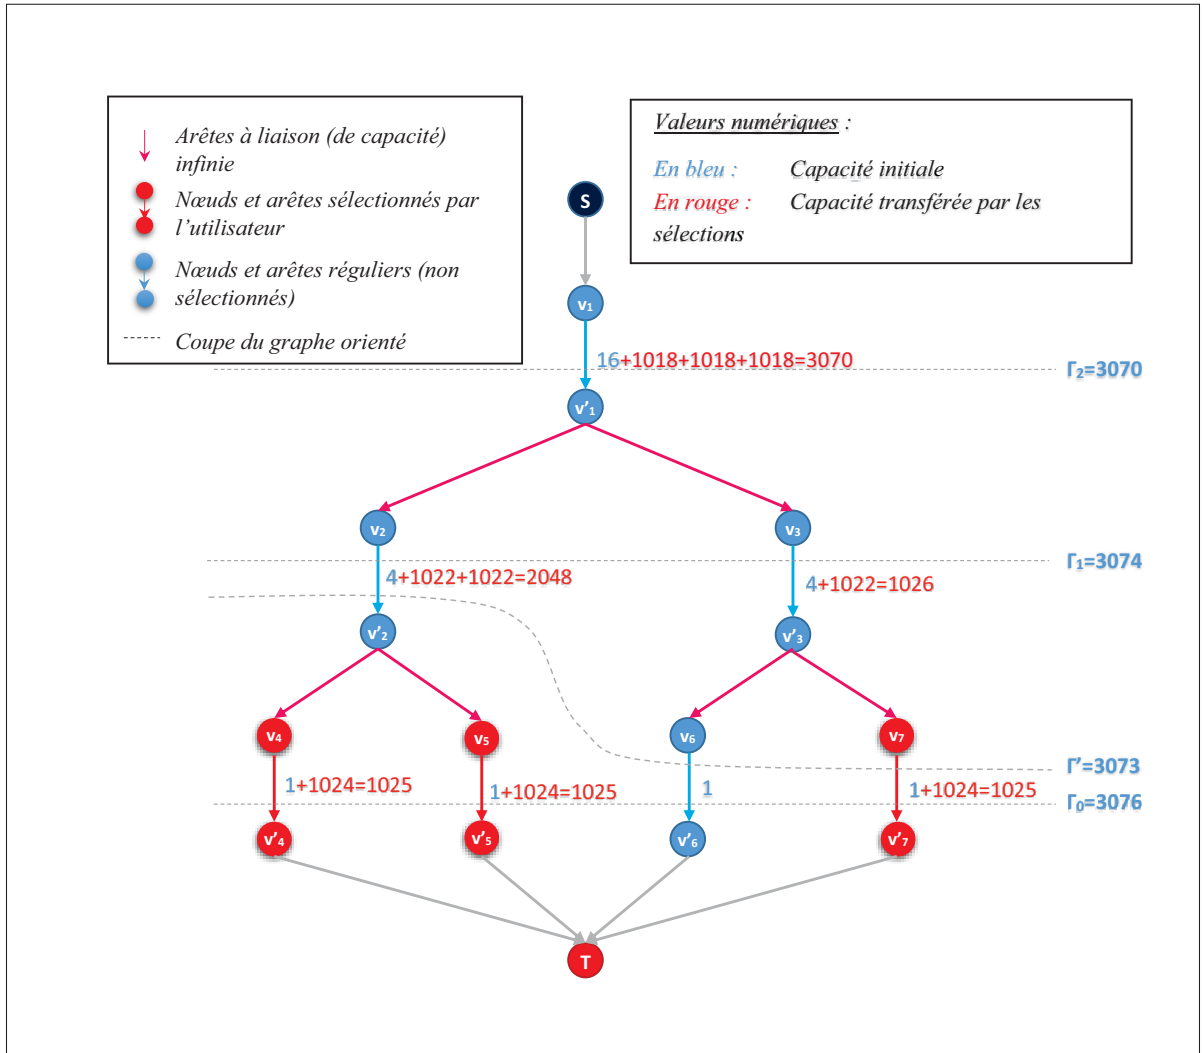 Arêtes à liaison (de capacité)
infinie
Nœuds et arêtes sélectionnés par
l'utilisateur
Nœuds et arêtes réguliers (non
sélectionnés)
Coupe du graphe orienté
Valeurs numériques :
En bleu : Capacité initiale
En rouge : Capacité transférée par les
sélections
S
v₁
16+1018+1018+1018=3070
Γ₂=3070
v'₁
v₂
v₃
Γ₁=3074
4+1022+1022=2048
4+1022=1026
v'₂
v'₃
v₄
v₅
v₆
v₇
Γ'=3073
1+1024=1025
1+1024=1025
1
1+1024=1025
Γ₀=3076
v'₄
v'₅
v'₆
v'₇
T